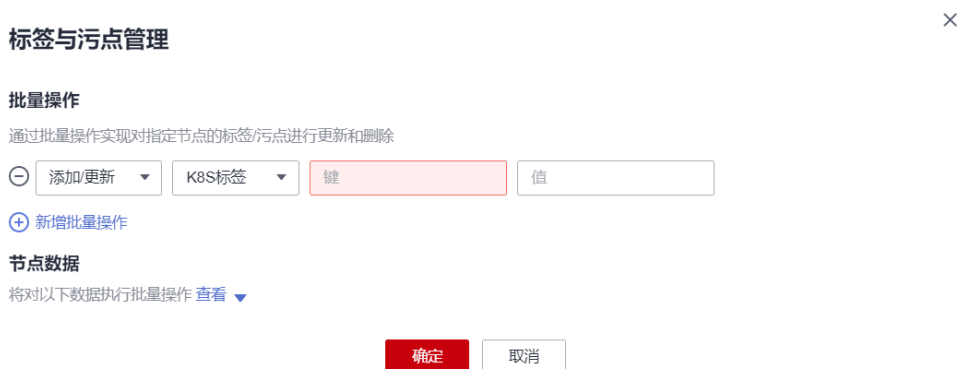 标签与污点管理
批量操作
通过批量操作实现对指定节点的标签/污点进行更新和删除
添加/更新 K8S标签 键 值
新增批量操作
节点数据
将对以下数据执行批量操作 查看
确定 取消